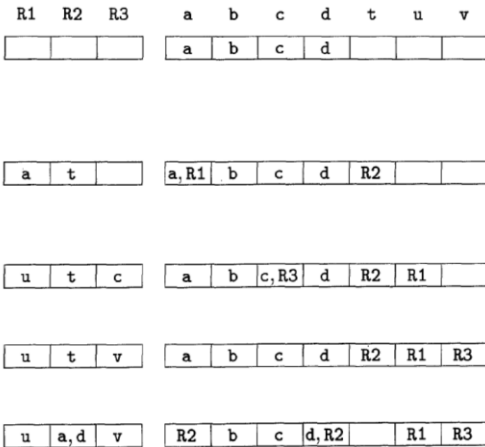 R1 R2 R3 a b c d t u v
a b c d
a t a,R1 b c d R2
u t c a b c,R3 d R2 R1
u t v a b c d R2 R1 R3
u a,d v R2 b c d,R2 R1 R3